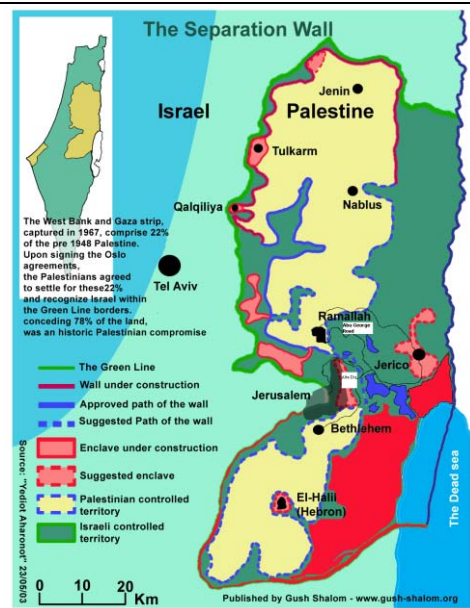 The Separation Wall
Israel
Palestine
Jenin
Tulkarm
Qalqiliya
Nablus
The West Bank and Gaza strip,
captured in 1967, comprise 22%
of the pre 1948 Palestine.
Upon signing the Oslo
agreements,
the Palestinians agreed
to settle for these22%
and recognize Israel within
the Green Line borders.
conceding 78% of the land,
was an historic Palestinian compromise
Tel Aviv
Ramallah
Jerico
Jerusalem
Bethlehem
El-Halil
(Hebron)
The Dead sea
The Green Line
Wall under construction
Approved path of the wall
Suggested Path of the wall
Enclave under construction
Suggested enclave
Palestinian controlled
territory
Israeli controlled
territory
Source: "Yediot Aharonot" 23/05/03
0 10 20
Km
Published by Gush Shalom - www.gush-shalom.org